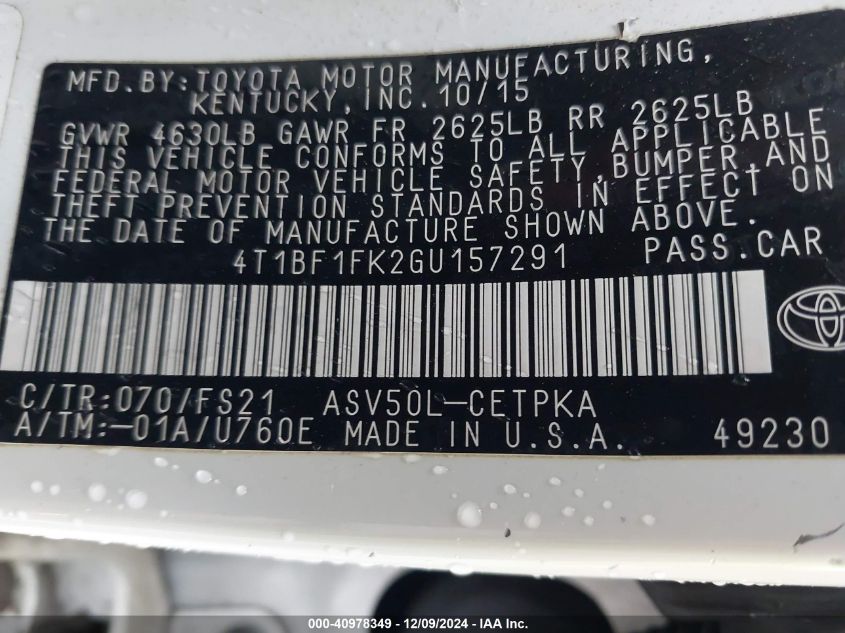 MFD. BY: TOYOTA MOTOR MANUFACTURING,
KENTUCKY, INC. 10/15
GVWR 4630LB GAWR FR 2625LB RR 2625LB
THIS VEHICLE CONFORMS TO ALL APPLICABLE
FEDERAL MOTOR VEHICLE SAFETY, BUMPER, AND
THEFT PREVENTION STANDARDS IN EFFECT ON
THE DATE OF MANUFACTURE SHOWN ABOVE.
4T1BF1FK2GU157291 PASS. CAR
C/TR: 070/FS21 ASV50L-CETPKA
A/TM:-01A/U760E MADE IN U.S.A. 49230
000-40978349 - 12/09/2024 - IAA Inc.